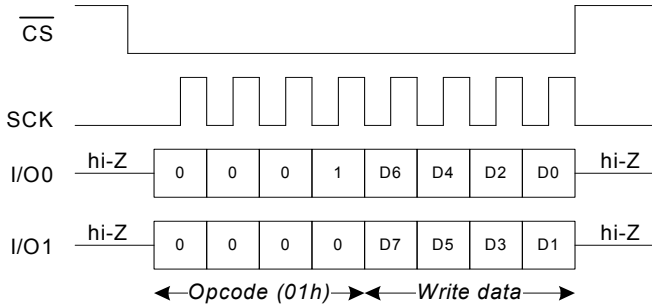 CS
SCK
I/O0 hi-Z 0 0 0 1 D6 D4 D2 D0 hi-Z
I/O1 hi-Z 0 0 0 0 D7 D5 D3 D1 hi-Z
Opcode (01h) Write data